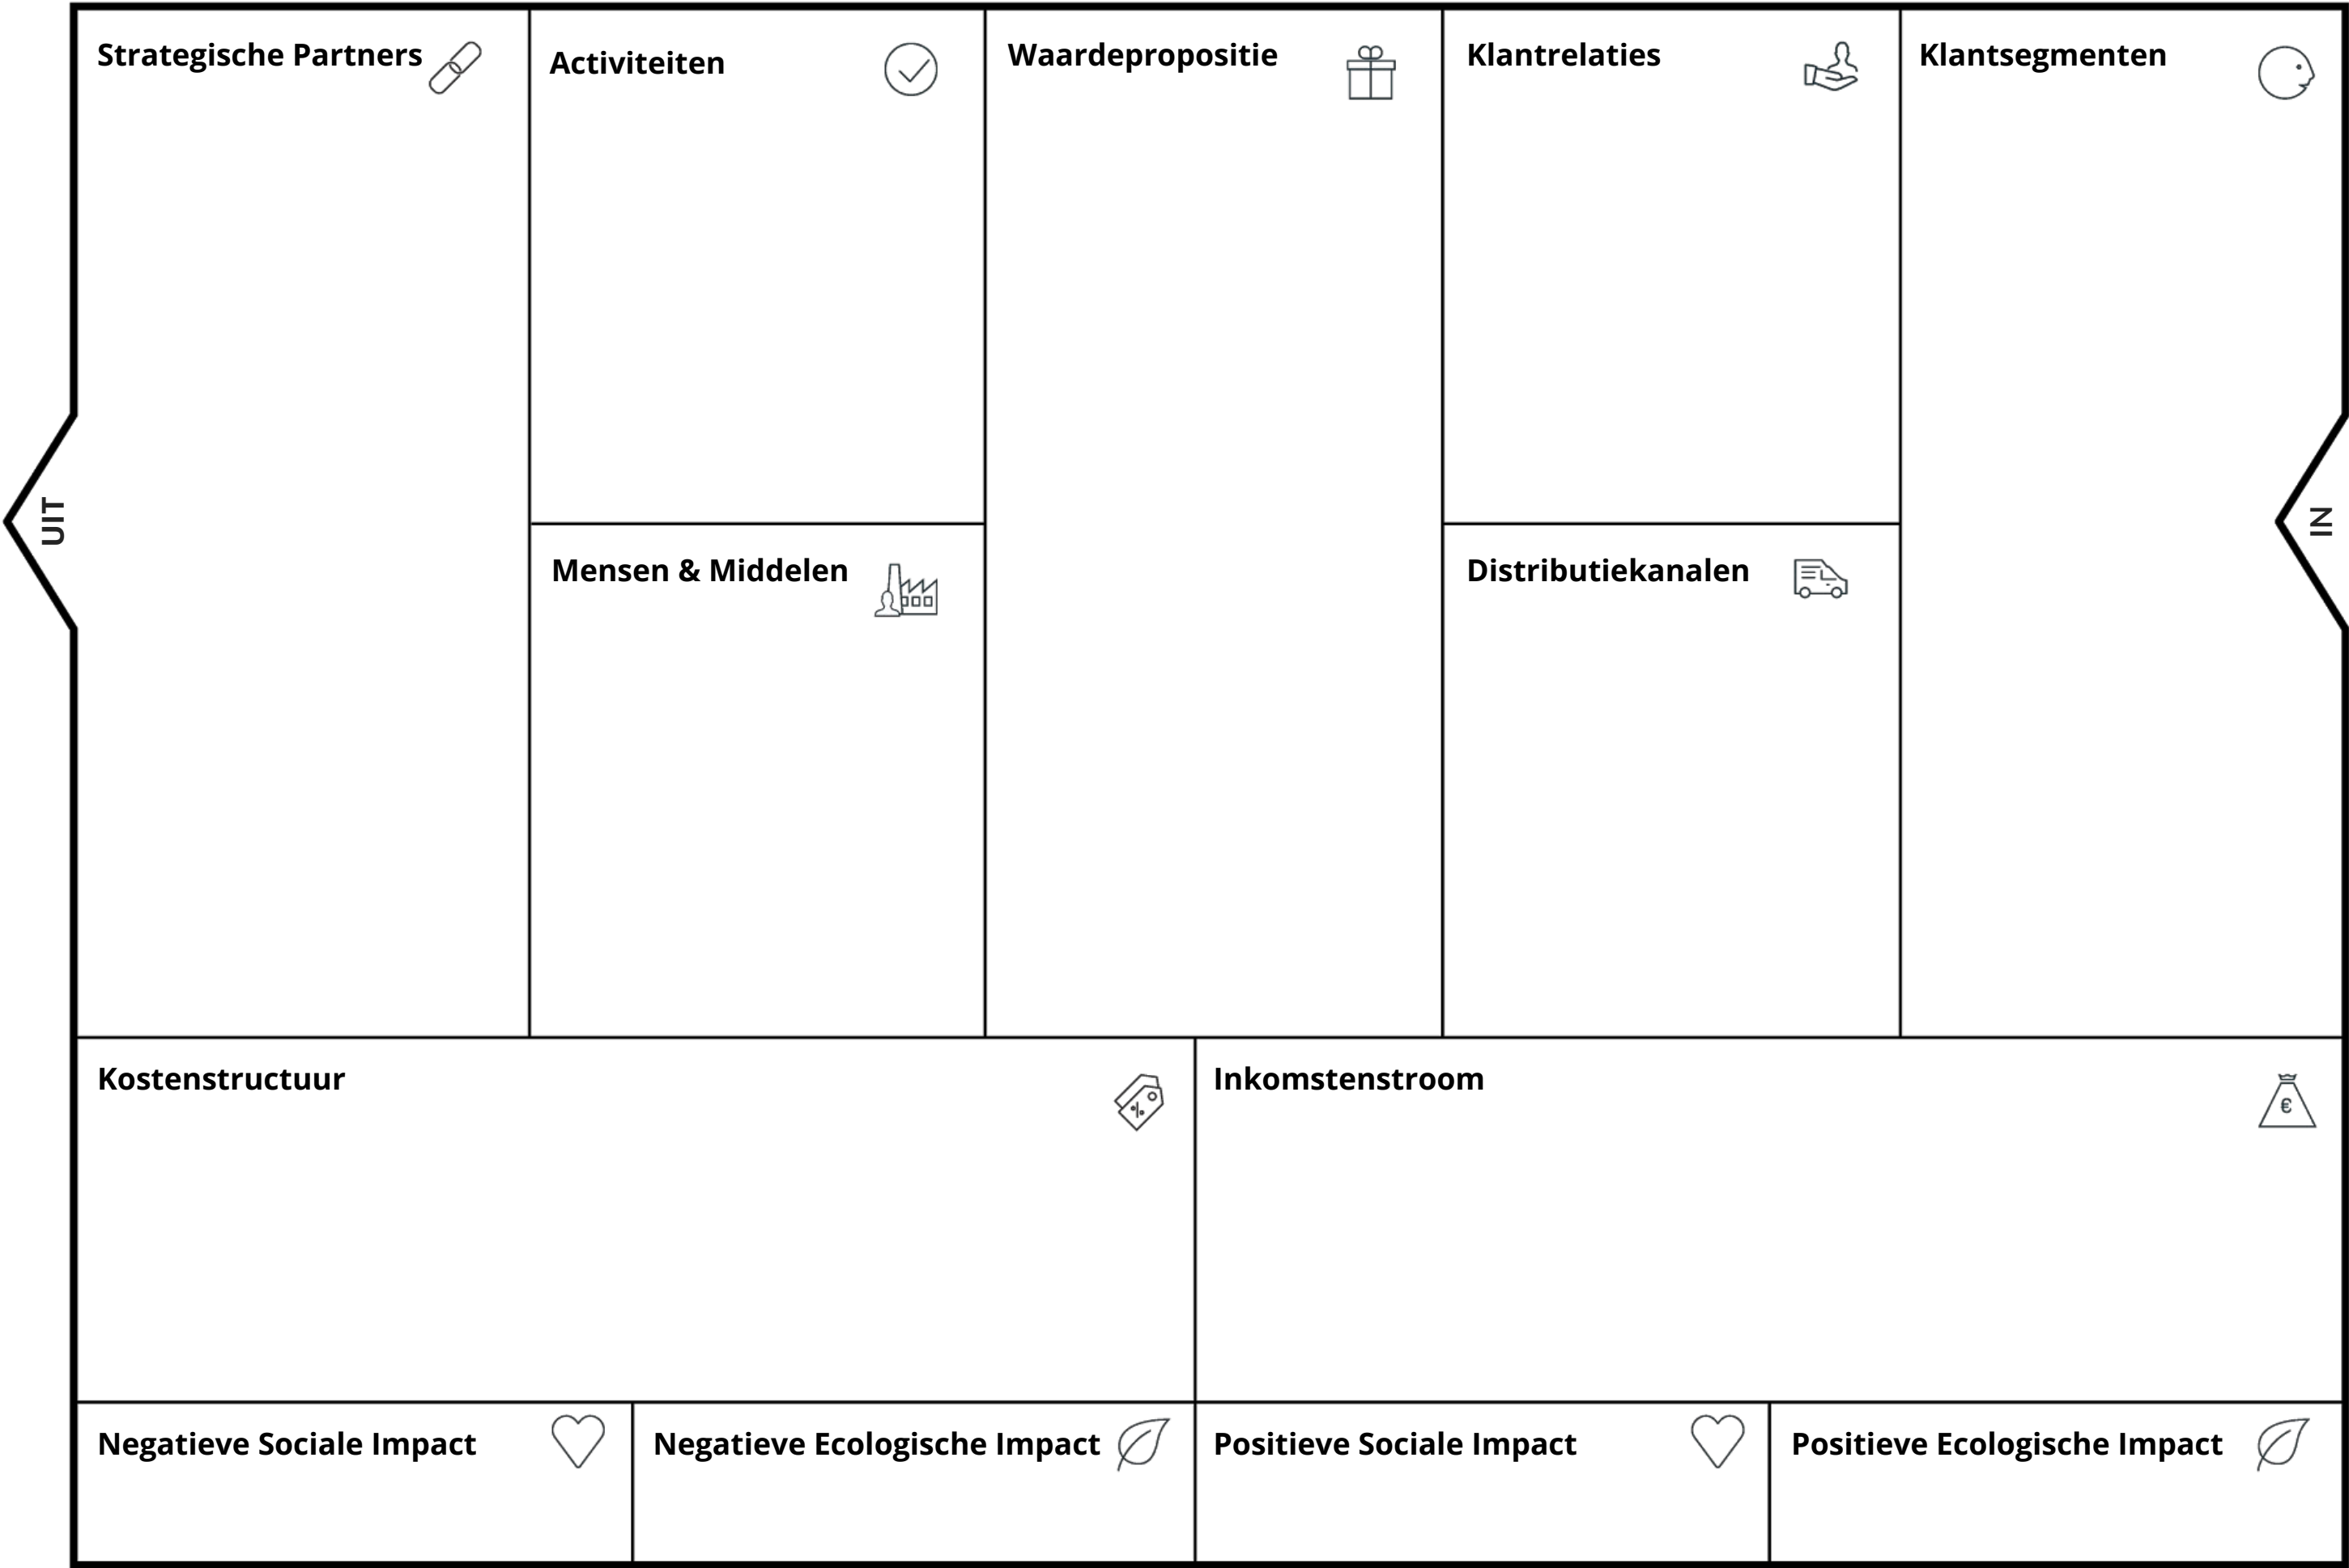 Strategische Partners
Activiteiten
Waardepropositie
Klantrelaties
Klantsegmenten
UIT
IN
Mensen & Middelen
Distributiekanalen
Kostenstructuur
%
Inkomstenstroom
€
Negatieve Sociale Impact
Negatieve Ecologische Impact
Positieve Sociale Impact
Positieve Ecologische Impact